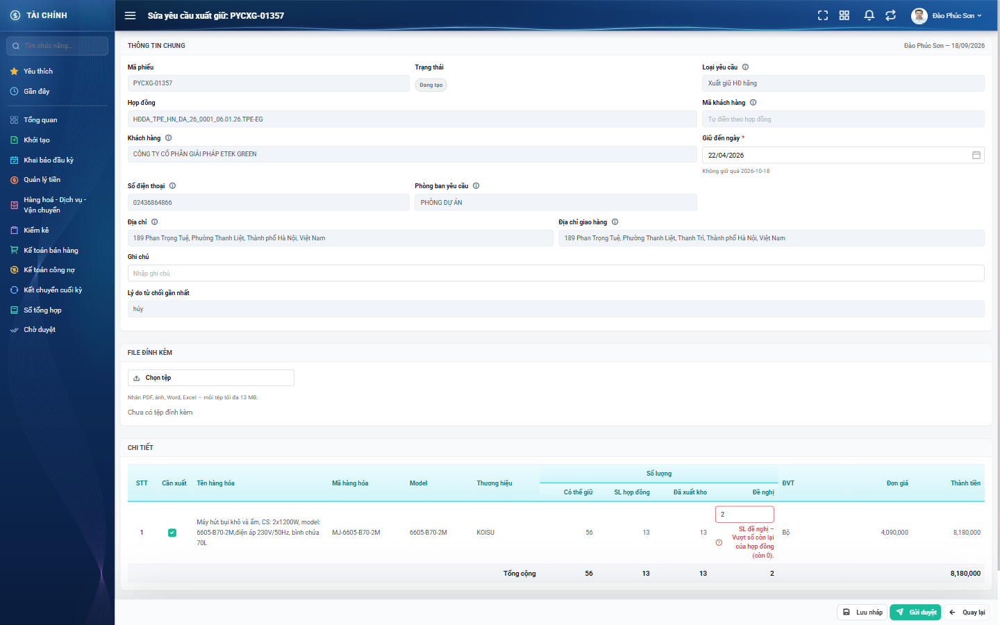 TÀI CHÍNH
Sửa yêu cầu xuất giữ: PYCXG-01357
Đào Phúc Sơn
Tìm chức năng...
Yêu thích
Gần đây
Tổng quan
Khởi tạo
Khai báo đầu kỳ
Quản lý tiền
Hàng hoá - Dịch vụ -
Vận chuyển
Kiểm kê
Kế toán bán hàng
Kế toán công nợ
Kết chuyển cuối kỳ
Sổ tổng hợp
Chờ duyệt
THÔNG TIN CHUNG
Đào Phúc Sơn — 18/09/2026
Mã phiếu
Trạng thái
Loại yêu cầu
PYCXG-01357
Đang tạo
Xuất giữ HĐ hãng
Hợp đồng
Mã khách hàng
HĐDA_TPE_HN_DA_26_0001_06.01.26.TPE-EG
Tự điền theo hợp đồng
Khách hàng
Giữ đến ngày *
CÔNG TY CỔ PHẦN GIẢI PHÁP ETEK GREEN
22/04/2026
Không giữ quá 2026-10-18
Số điện thoại
Phòng ban yêu cầu
02436864866
PHÒNG DỰ ÁN
Địa chỉ
Địa chỉ giao hàng
189 Phan Trọng Tuệ, Phường Thanh Liệt, Thành phố Hà Nội, Việt Nam
189 Phan Trọng Tuệ, Phường Thanh Liệt, Thanh Trì, Thành phố Hà Nội, Việt Nam
Ghi chú
Nhập ghi chú
Lý do từ chối gần nhất
hủy
FILE ĐÍNH KÈM
Chọn tệp
Nhận PDF, ảnh, Word, Excel — mỗi tệp tối đa 13 MB.
Chưa có tệp đính kèm
CHI TIẾT
STT
Cần xuất
Tên hàng hóa
Mã hàng hóa
Model
Thương hiệu
Số lượng
ĐVT
Đơn giá
Thành tiền
Có thể giữ
SL hợp đồng
Đã xuất kho
Đề nghị
1
Máy hút bụi khô và ẩm, CS: 2x1200W, model:
6605-B70-2M,điện áp 230V/50Hz, bình chứa
70L
MJ-6605-B70-2M
6605-B70-2M
KOISU
56
13
13
2
SL đề nghị –
Vượt số còn lại
của hợp đồng
(còn 0).
Bộ
4,090,000
8,180,000
Tổng cộng
56
13
13
2
8,180,000
Lưu nháp
Gửi duyệt
Quay lại